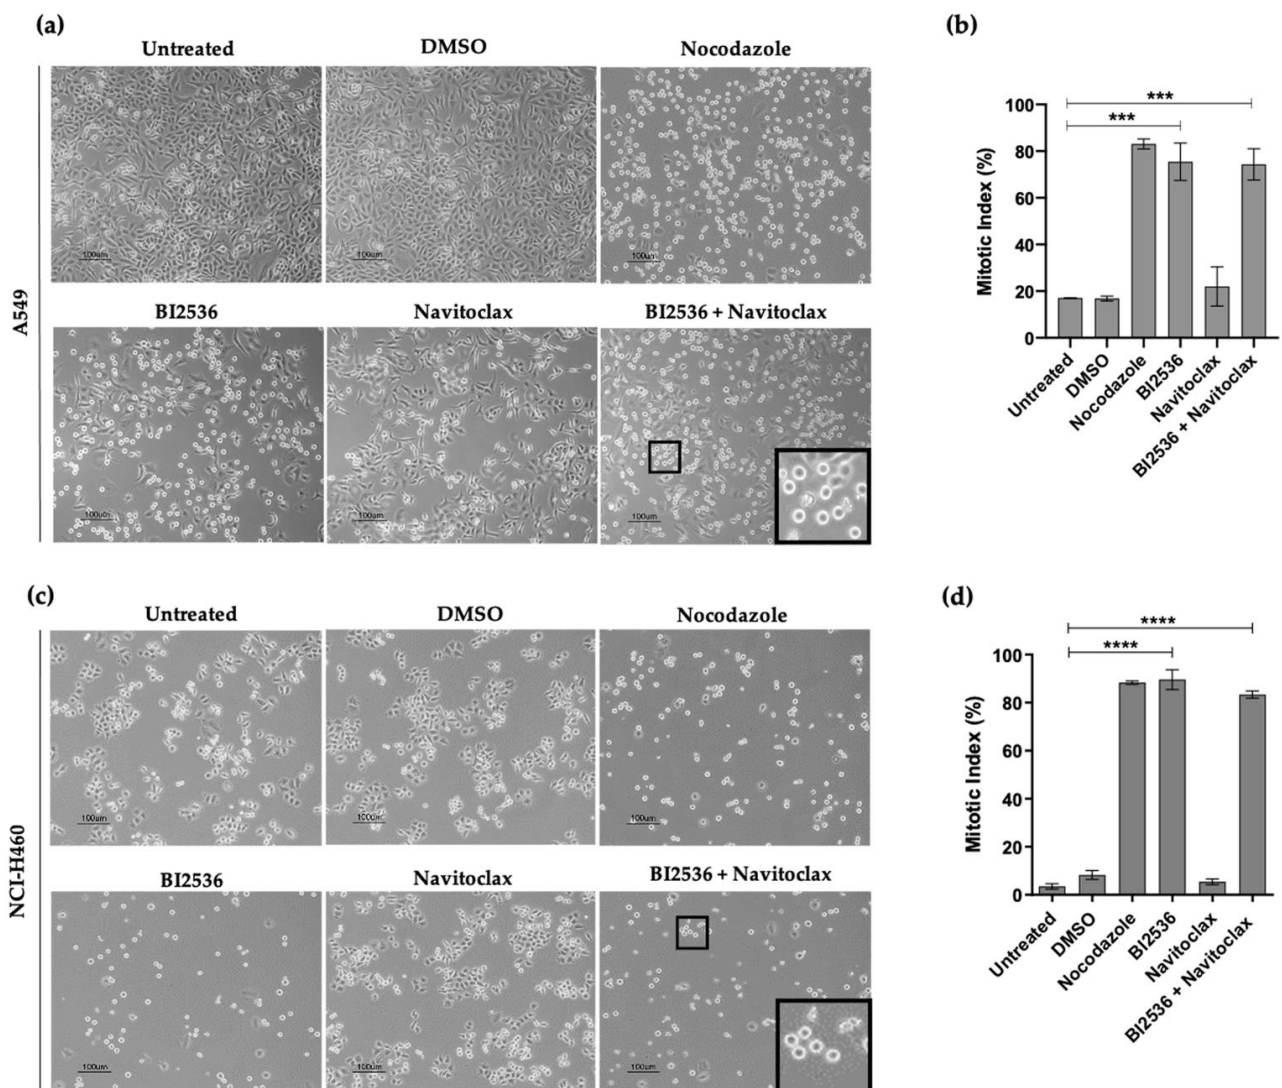 (a)
Untreated
DMSO
Nocodazole
A549
100um
100um
100um
BI2536
Navitoclax
BI2536 + Navitoclax
100um
100um
100um
(b)
***
***
Mitotic Index (%)
100
80
60
40
20
0
Untreated
DMSO
Nocodazole
BI2536
Navitoclax
BI2536 + Navitoclax
(c)
Untreated
DMSO
Nocodazole
NCI-H460
100um
100um
100um
BI2536
Navitoclax
BI2536 + Navitoclax
100um
100um
100um
(d)
****
****
Mitotic Index (%)
100
80
60
40
20
0
Untreated
DMSO
Nocodazole
BI2536
Navitoclax
BI2536 + Navitoclax